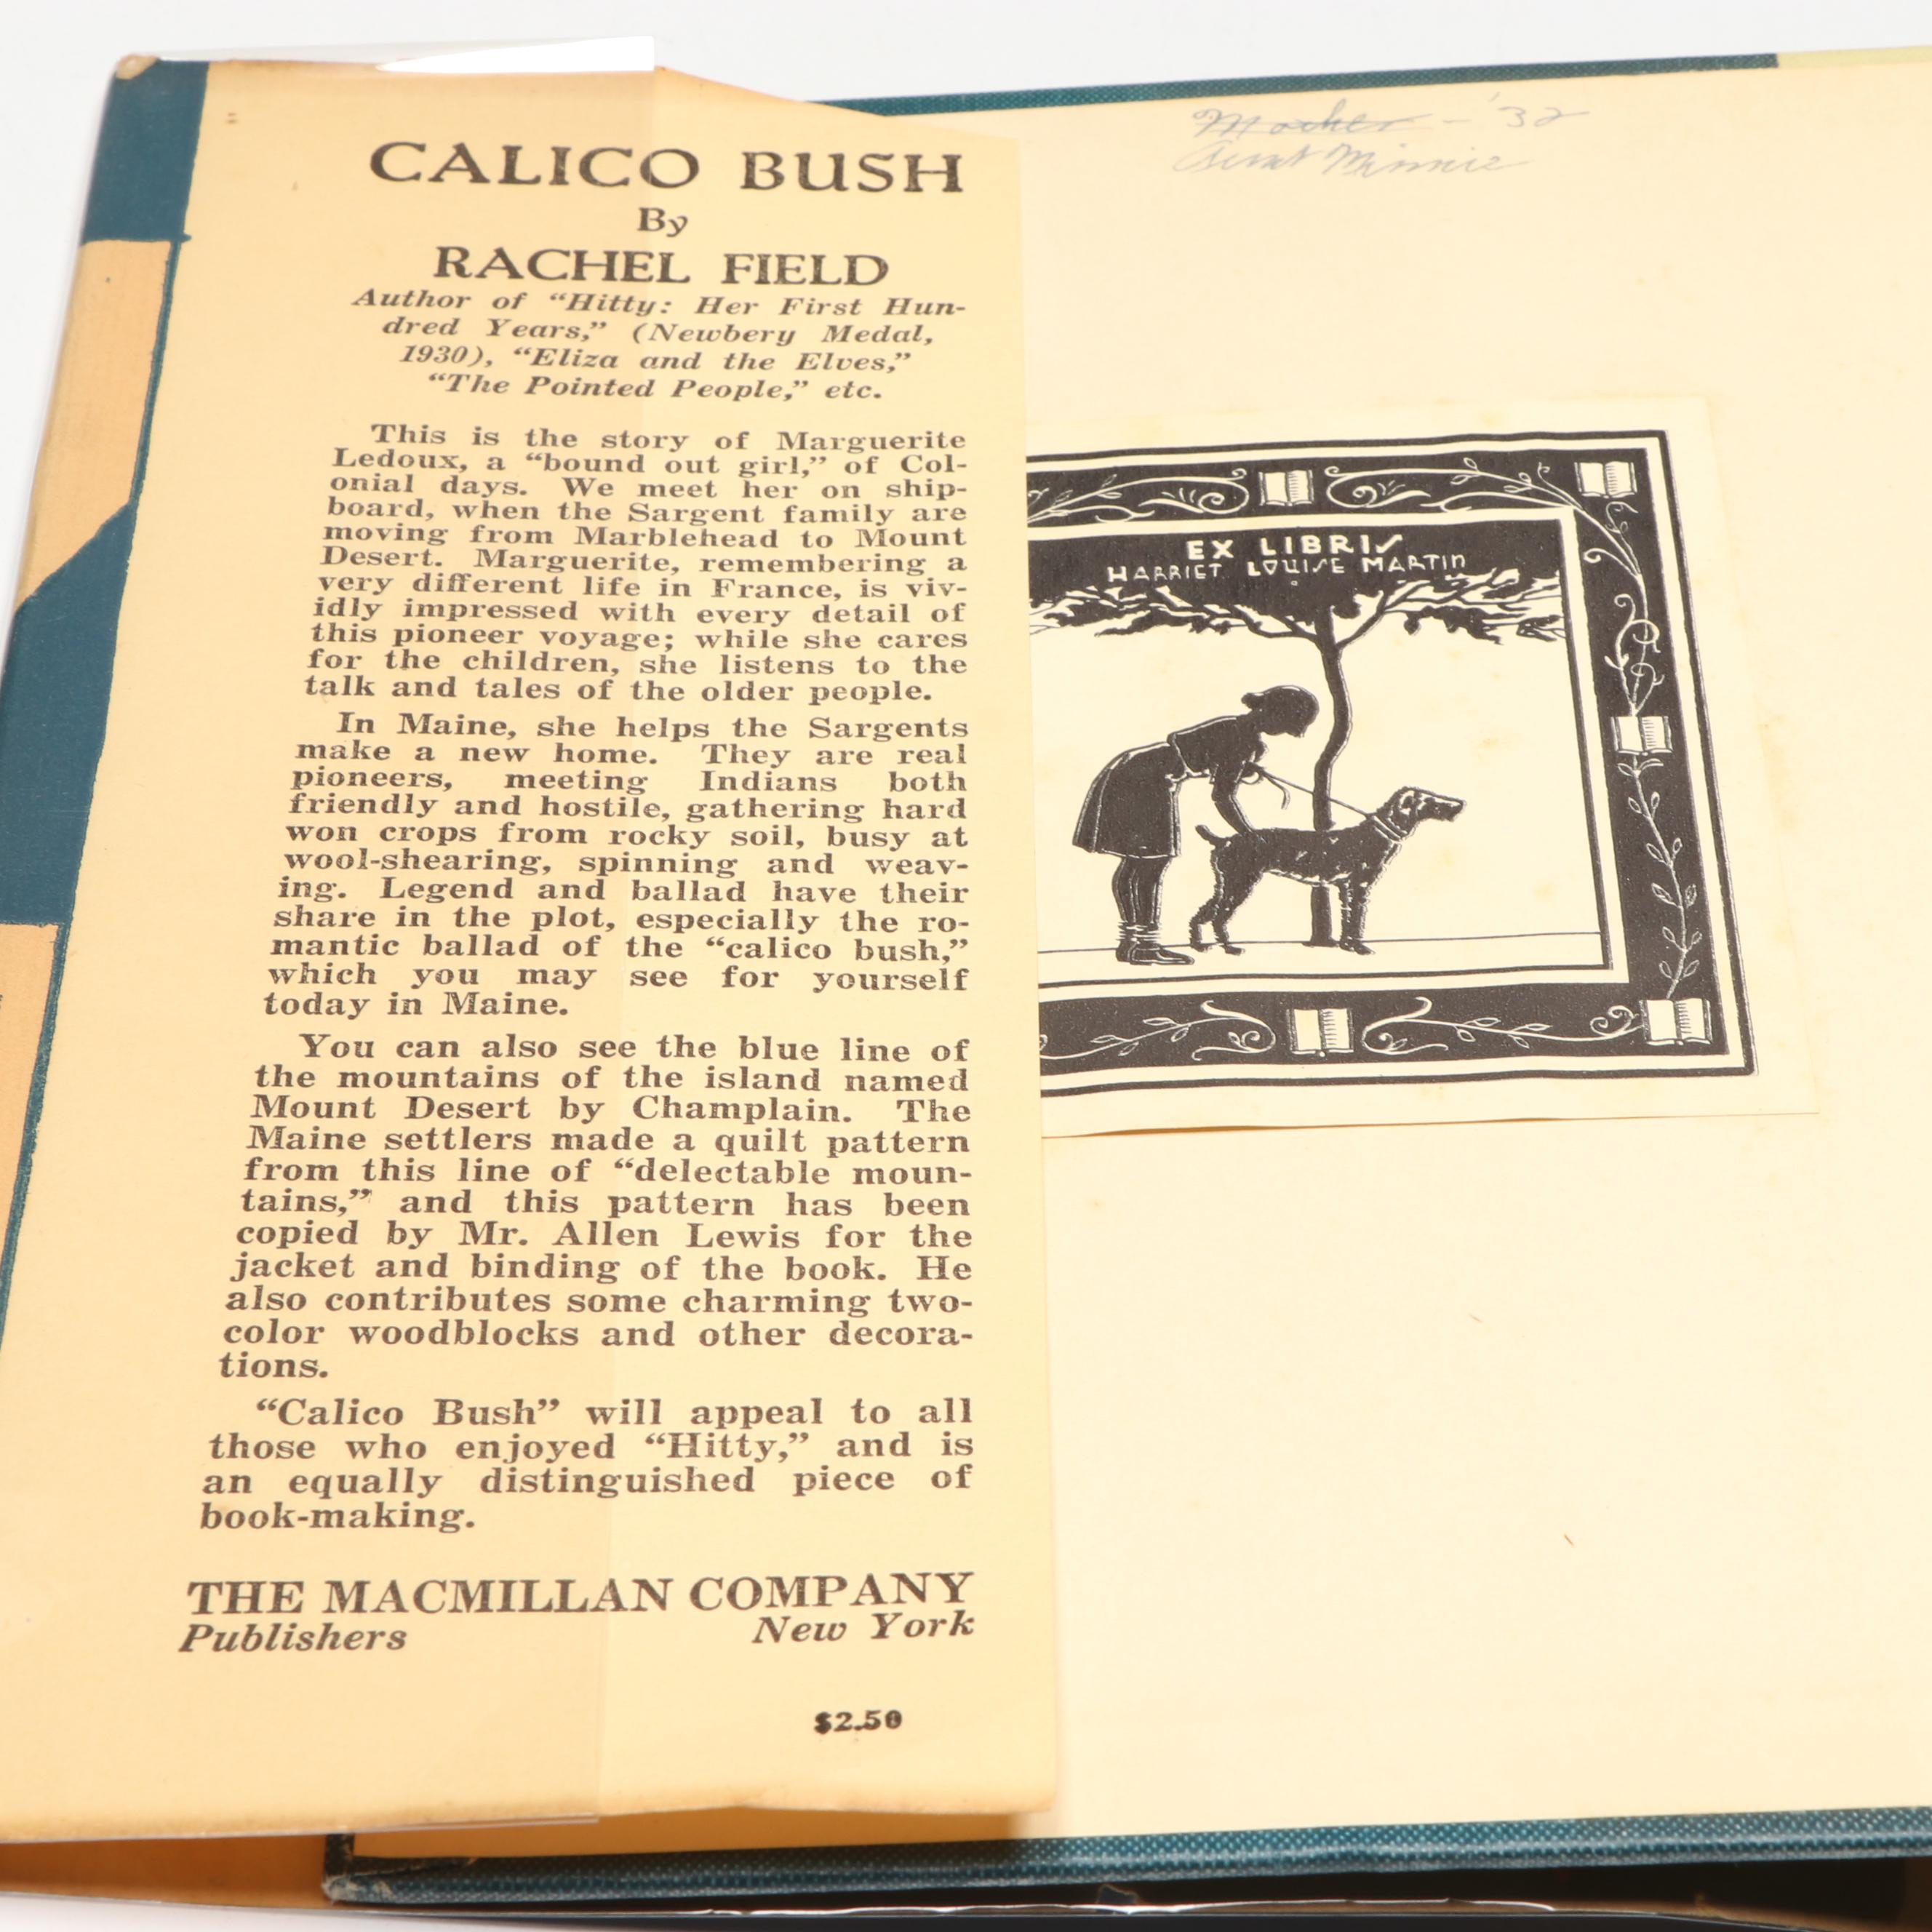 CALICO BUSH
By
RACHEL FIELD
Author of "Hitty: Her First Hun-
dred Years," (Newbery Medal,
1930), "Eliza and the Elves,"
"The Pointed People," etc.
This is the story of Marguerite
Ledoux, a "bound out girl," of Col-
onial days. We meet her on ship-
board, when the Sargent family are
moving from Marblehead to Mount
Desert. Marguerite, remembering a
very different life in France, is viv-
idly impressed with every detail of
this pioneer voyage; while she cares
for the children, she listens to the
talk and tales of the older people.
In Maine, she helps the Sargents
make a new home. They are real
pioneers, meeting Indians both
friendly and hostile, gathering hard
won crops from rocky soil, busy at
wool-shearing, spinning and weav-
ing. Legend and ballad have their
share in the plot, especially the ro-
mantic ballad of the "calico bush,"
which you may see for yourself
today in Maine.
You can also see the blue line of
the mountains of the island named
Mount Desert by Champlain. The
Maine settlers made a quilt pattern
from this line of "delectable moun-
tains," and this pattern has been
copied by Mr. Allen Lewis for the
jacket and binding of the book. He
also contributes some charming two-
color woodblocks and other decora-
tions.
"Calico Bush" will appeal to all
those who enjoyed "Hitty," and is
an equally distinguished piece of
book-making.
THE MACMILLAN COMPANY
Publishers New York
$2.50
Mother - '32
Aunt Minnie
EX LIBRIS
HARRIET LOUISE MARTIN